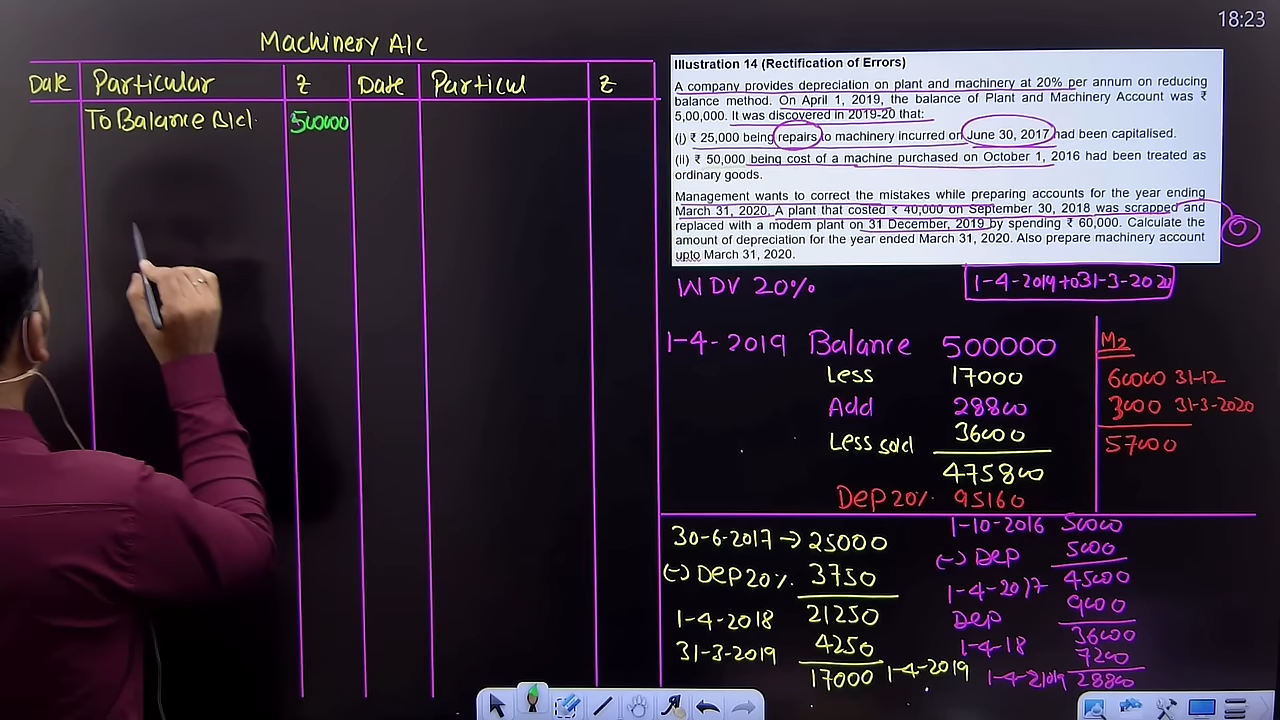 18:23
Machinery A/c
Date Particular ₹ Date Particul ₹
To Balance B/d. 500000
Illustration 14 (Rectification of Errors)
A company provides depreciation on plant and machinery at 20% per annum on reducing
balance method. On April 1, 2019, the balance of Plant and Machinery Account was ₹
5,00,000. It was discovered in 2019-20 that:
(i) ₹ 25,000 being repairs to machinery incurred on June 30, 2017 had been capitalised.
(ii) ₹ 50,000 being cost of a machine purchased on October 1, 2016 had been treated as
ordinary goods.
Management wants to correct the mistakes while preparing accounts for the year ending
March 31, 2020. A plant that costed ₹ 40,000 on September 30, 2018 was scrapped and
replaced with a modem plant on 31 December, 2019 by spending ₹ 60,000. Calculate the
amount of depreciation for the year ended March 31, 2020. Also prepare machinery account
upto March 31, 2020.
WDV 20%
1-4-2019 to 31-3-2020
1-4-2019 Balance 500000
Less 17000
Add 28800
Less sold 36000
475800
Dep 20%. 95160
M2
60000 31-12
3000 31-3-2020
57000
30-6-2017 → 25000
(-) Dep 20%. 3750
1-4-2018 21250
31-3-2019 4250
17000 1-4-2019
1-10-2016 50000
(-) Dep 5000
1-4-2017 45000
Dep 9000
1-4-18 36000
7200
1-4-2019 28800